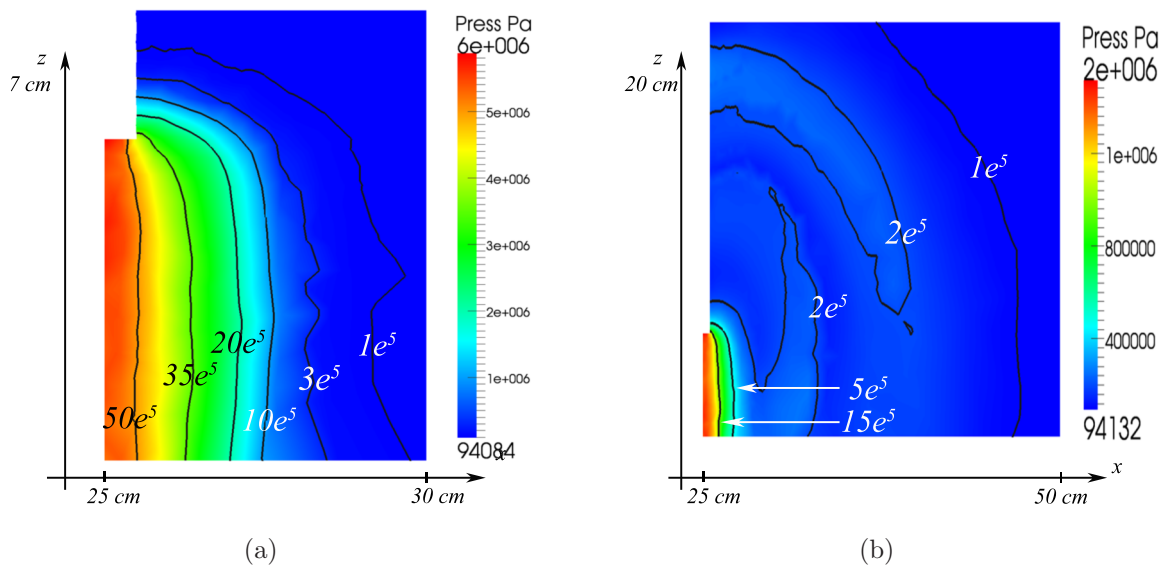 z
7 cm
Press Pa
6e+006
5e+006
4e+006
3e+006
2e+006
1e+006
94084
20e⁵
1e⁵
35e⁵
3e⁵
50e⁵
10e⁵
x
25 cm
30 cm
(a)
z
20 cm
Press Pa
2e+006
1e+006
800000
400000
94132
1e⁵
2e⁵
2e⁵
5e⁵
15e⁵
x
25 cm
50 cm
(b)